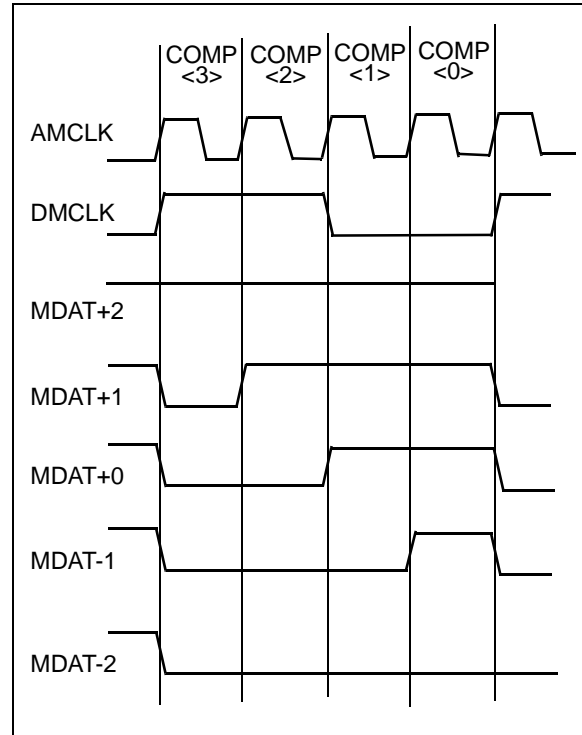 COMP COMP COMP COMP
<3> <2> <1> <0>
AMCLK
DMCLK
MDAT+2
MDAT+1
MDAT+0
MDAT-1
MDAT-2